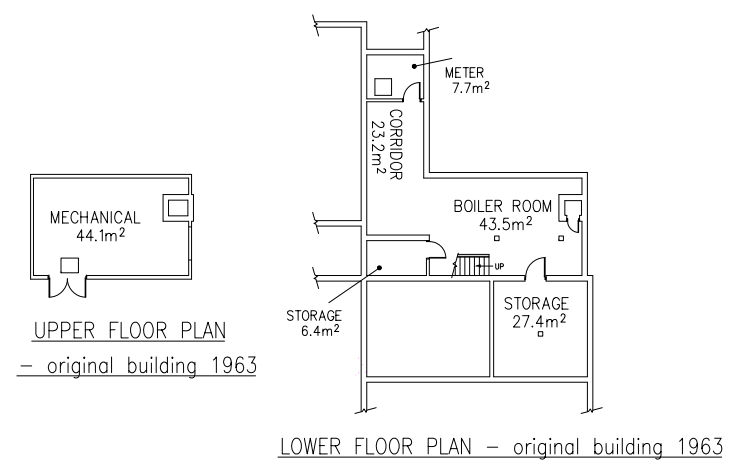 METER
7.7m²
CORRIDOR
23.2m²
MECHANICAL
44.1m²
BOILER ROOM
43.5m²
UP
STORAGE
6.4m²
STORAGE
27.4m²
UPPER FLOOR PLAN
- original building 1963
LOWER FLOOR PLAN - original building 1963